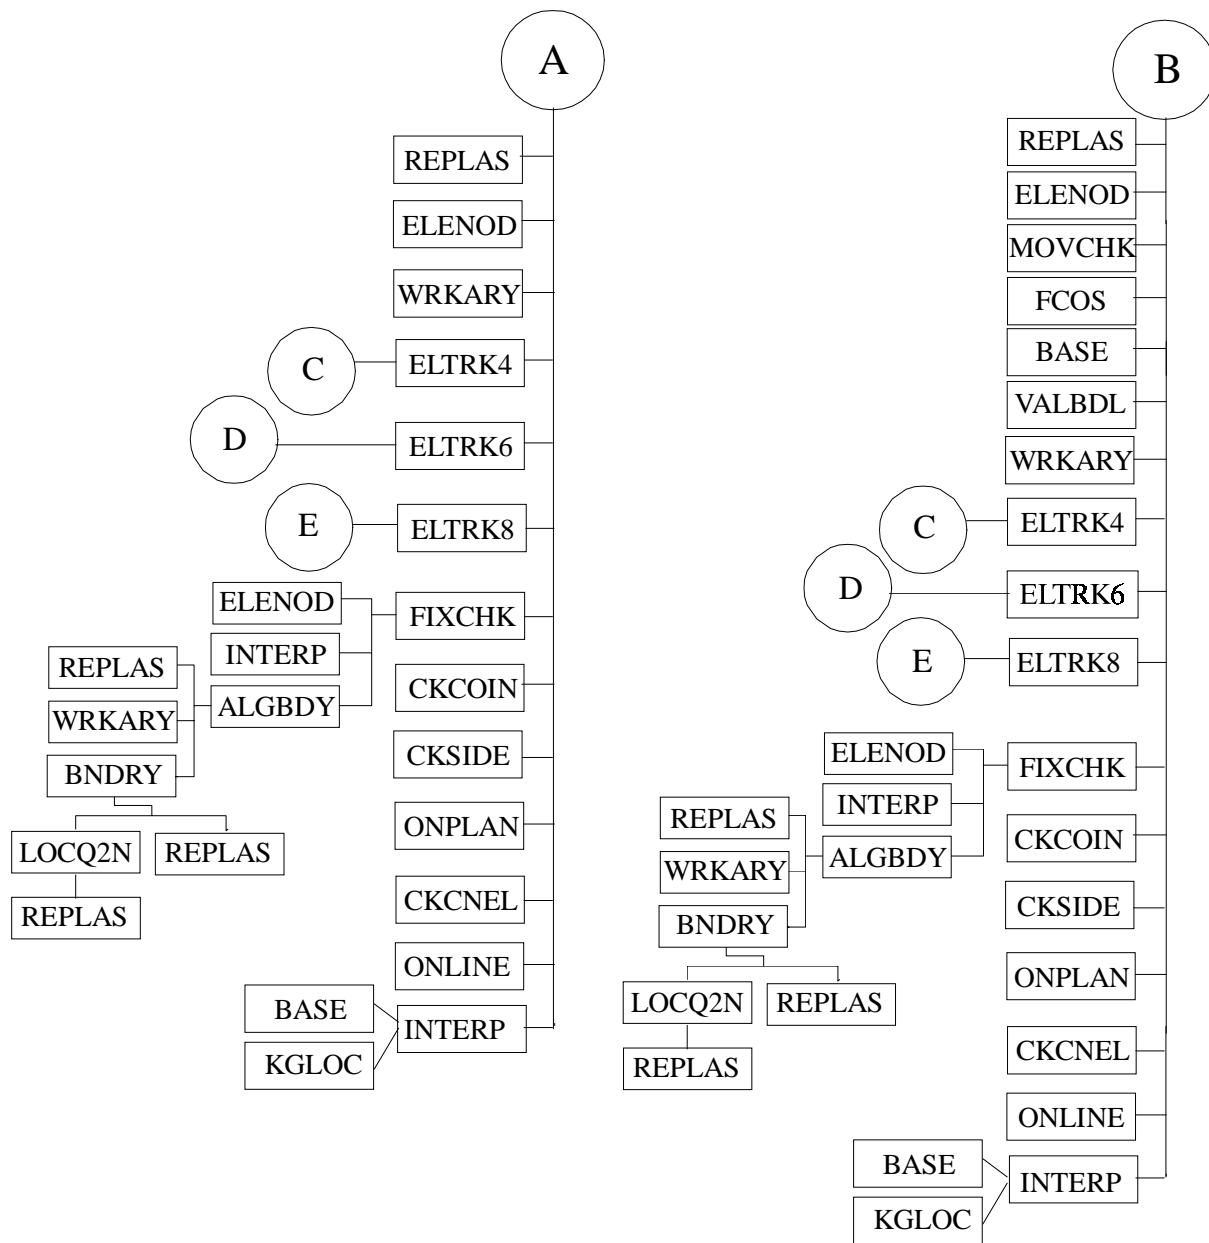 A
REPLAS
ELENOD
WRKARY
C
ELTRK4
D
ELTRK6
E
ELTRK8
ELENOD
FIXCHK
INTERP
REPLAS
ALGBDY
CKCOIN
WRKARY
CKSIDE
BNDRY
ONPLAN
LOCQ2N
REPLAS
CKCNEL
REPLAS
ONLINE
BASE
INTERP
KGLOC
B
REPLAS
ELENOD
MOVCHK
FCOS
BASE
VALBDL
WRKARY
C
ELTRK4
D
ELTRK6
E
ELTRK8
ELENOD
FIXCHK
INTERP
REPLAS
ALGBDY
CKCOIN
WRKARY
CKSIDE
BNDRY
ONPLAN
LOCQ2N
REPLAS
CKCNEL
REPLAS
ONLINE
BASE
INTERP
KGLOC